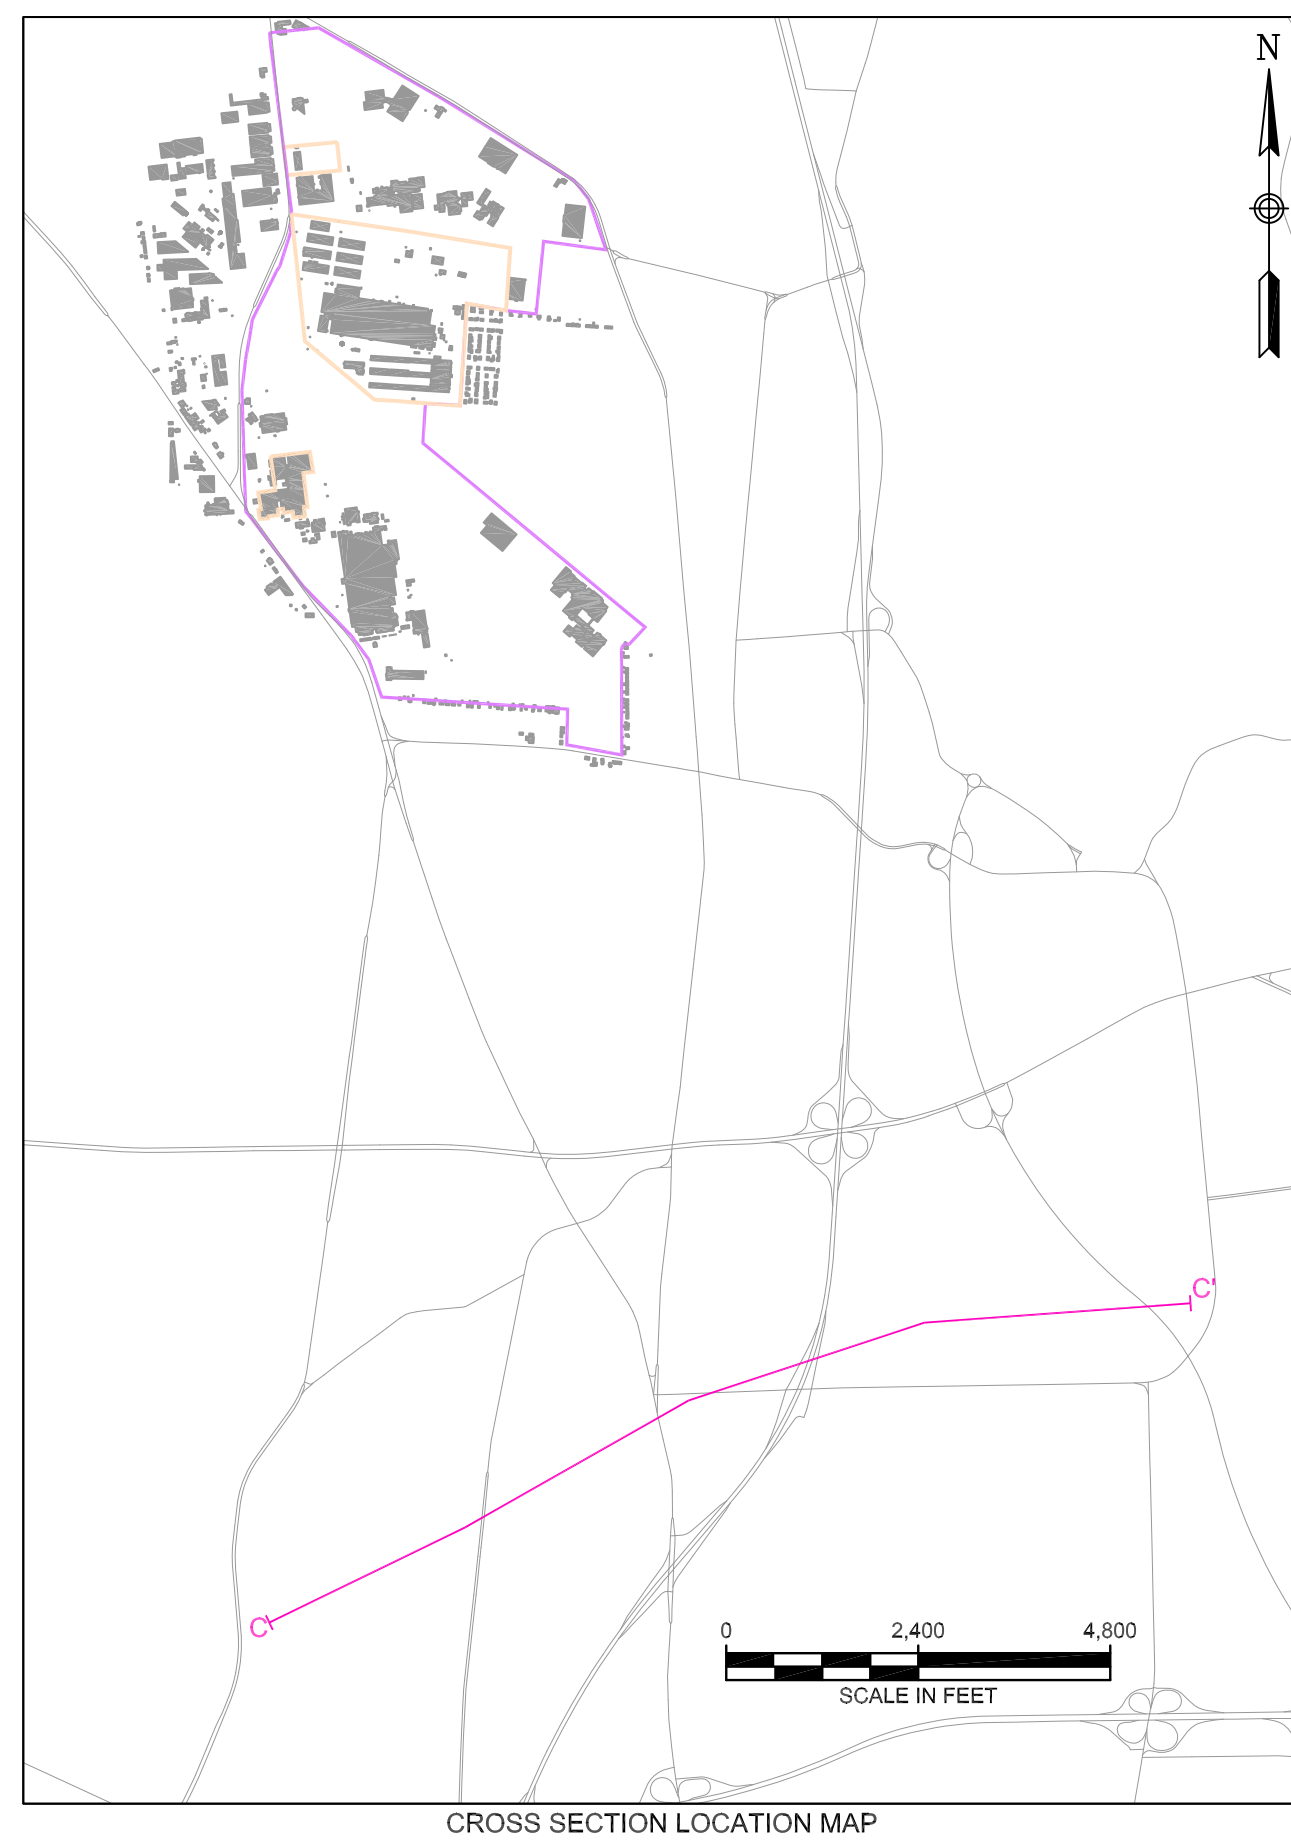 N
C'
C
0 2,400 4,800
SCALE IN FEET
CROSS SECTION LOCATION MAP